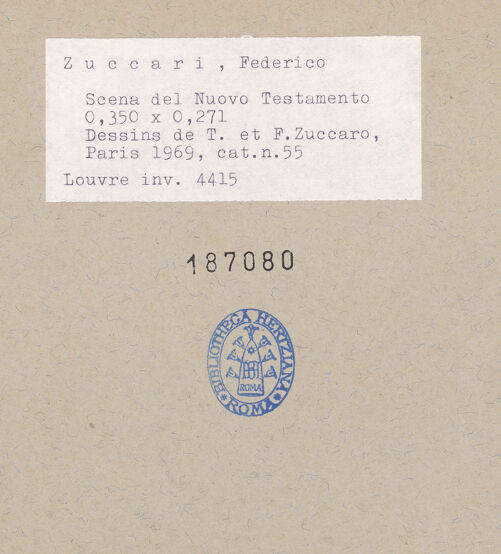 Zuccari, Federico
Scena del Nuovo Testamento
0,350 x 0,271
Dessins de T. et F.Zuccaro,
Paris 1969, cat.n.55
Louvre inv. 4415
187080
BIBLIOTHECA HERTZIANA
ROMA
ROMA